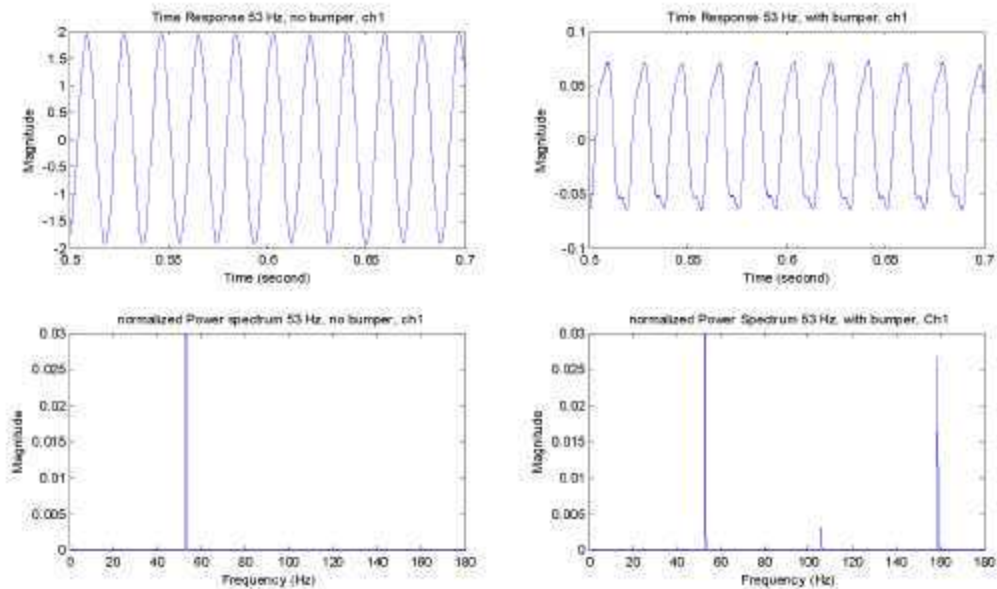 Time Response 53 Hz, no bumper, ch1
2
1.5
1
0.5
0
-0.5
-1
-1.5
-2
Magnitude
0.5 0.55 0.6 0.65 0.7
Time (second)
Time Response 53 Hz, with bumper, ch1
0.1
0.05
0
-0.05
-0.1
Magnitude
0.5 0.55 0.6 0.65 0.7
Time (second)
normalized Power spectrum 53 Hz, no bumper, ch1
0.03
0.025
0.02
0.015
0.01
0.005
0
Magnitude
0 20 40 60 80 100 120 140 160 180
Frequency (Hz)
normalized Power Spectrum 53 Hz, with bumper, Ch1
0.03
0.025
0.02
0.015
0.01
0.005
0
Magnitude
0 20 40 60 80 100 120 140 160 180
Frequency (Hz)